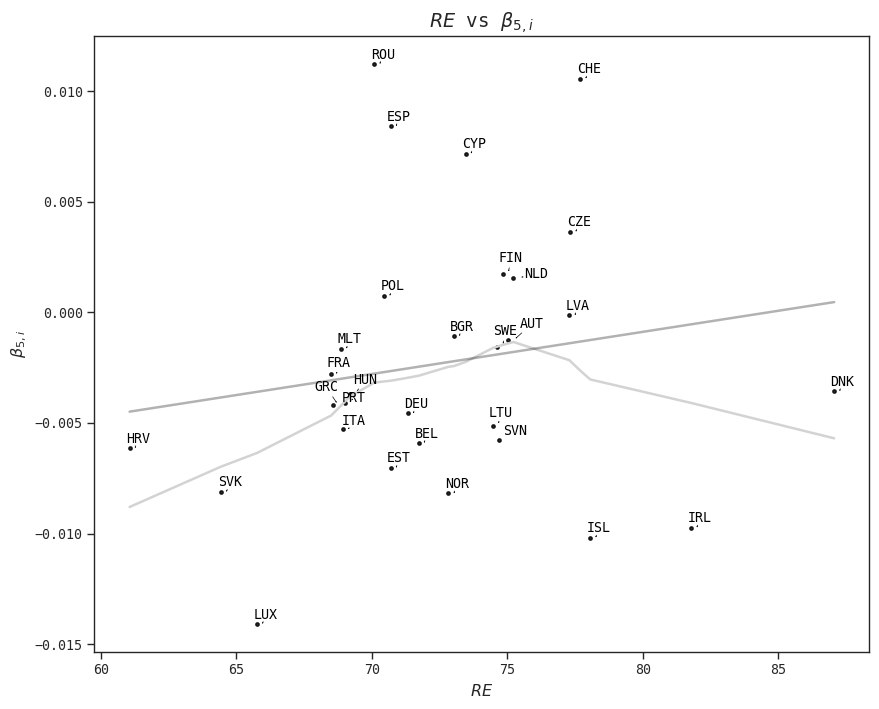 RE vs β5,i
ROU
CHE
0.010
ESP
CYP
0.005
CZE
FIN
NLD
POL
0.000
LVA
BGR
SWE
AUT
MLT
FRA
HUN
GRC
PRT
DNK
DEU
−0.005
ITA
LTU
HRV
BEL
SVN
EST
SVK
NOR
−0.010
ISL
IRL
LUX
−0.015
β5,i
60 65 70 75 80 85
RE